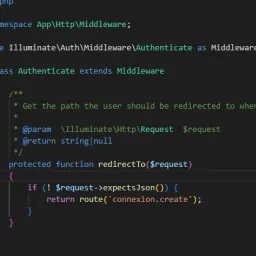 php
mespace App\Http\Middleware;
e Illuminate\Auth\Middleware\Authenticate as Middleware
ass Authenticate extends Middleware
/**
* Get the path the user should be redirected to when
*
* @param  \Illuminate\Http\Request  $request
* @return string|null
*/
protected function redirectTo($request)
{
if (! $request->expectsJson()) {
return route('connexion.create');
}
}